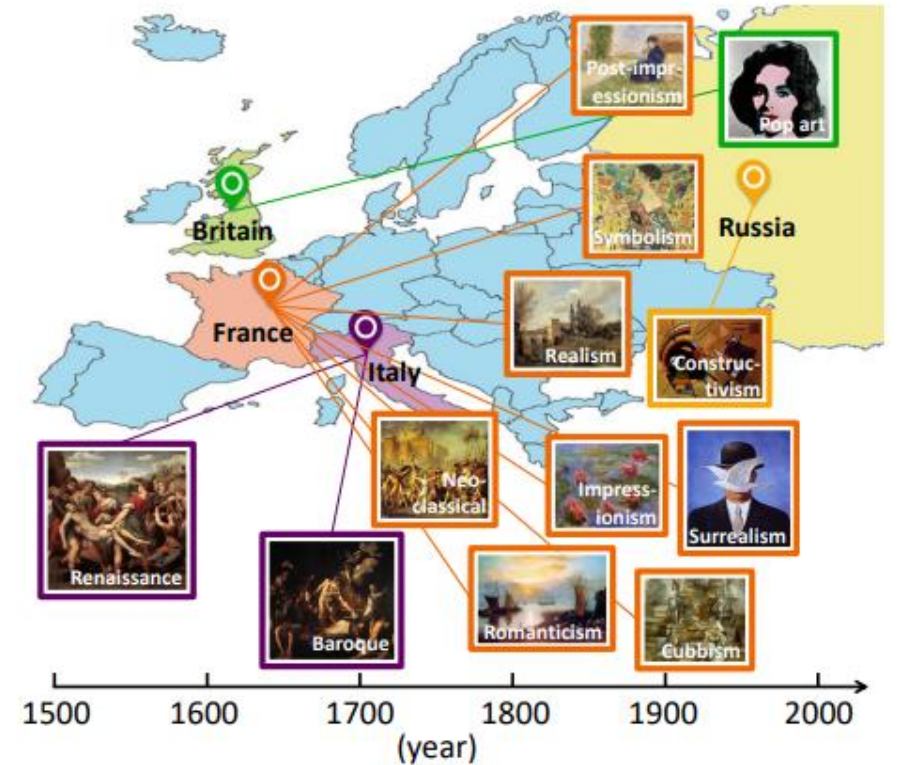 Post-impr-
essionism
Pop art
Britain
Symbolism
Russia
France
Realism
Italy
Construc-
tivism
Neo-
classical
Impress-
ionism
Surrealism
Renaissance
Baroque
Romanticism
Cubbism
1500 1600 1700 1800 1900 2000
(year)